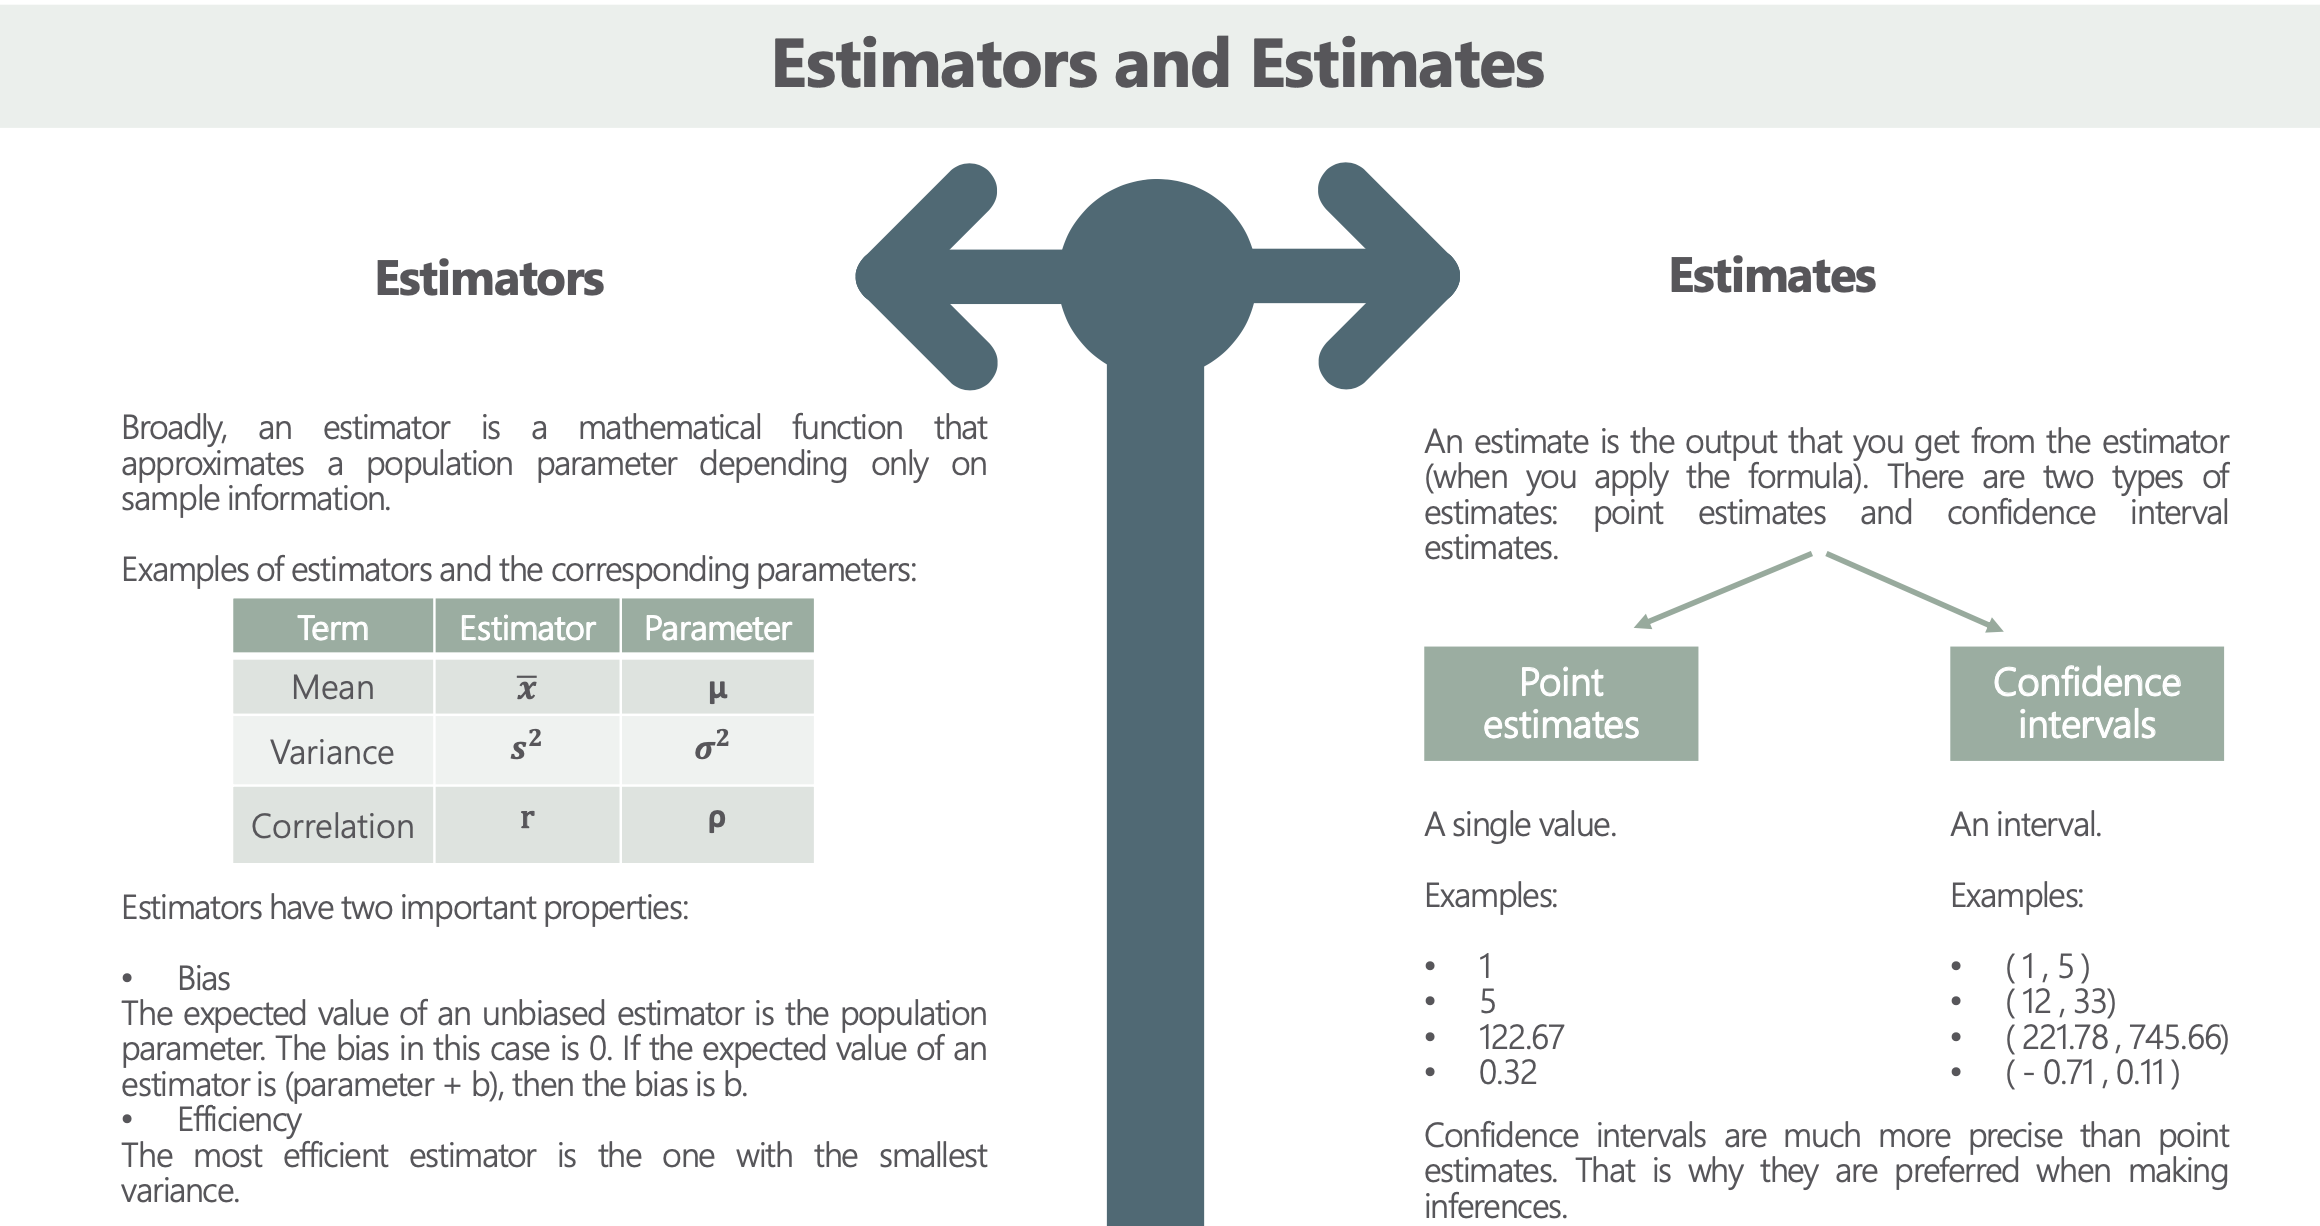 Estimators and Estimates
Estimators
Broadly, an estimator is a mathematical function that
approximates a population parameter depending only on
sample information.
Examples of estimators and the corresponding parameters:
Term Estimator Parameter
Mean x̅ μ
Variance s² σ²
Correlation r ρ
Estimators have two important properties:
• Bias
The expected value of an unbiased estimator is the population
parameter. The bias in this case is 0. If the expected value of an
estimator is (parameter + b), then the bias is b.
• Efficiency
The most efficient estimator is the one with the smallest
variance.
Estimates
An estimate is the output that you get from the estimator
(when you apply the formula). There are two types of
estimates: point estimates and confidence interval
estimates.
Point
estimates
A single value.
Examples:
• 1
• 5
• 122.67
• 0.32
Confidence
intervals
An interval.
Examples:
• ( 1 , 5 )
• ( 12 , 33)
• ( 221.78 , 745.66)
• ( - 0.71 , 0.11 )
Confidence intervals are much more precise than point
estimates. That is why they are preferred when making
inferences.